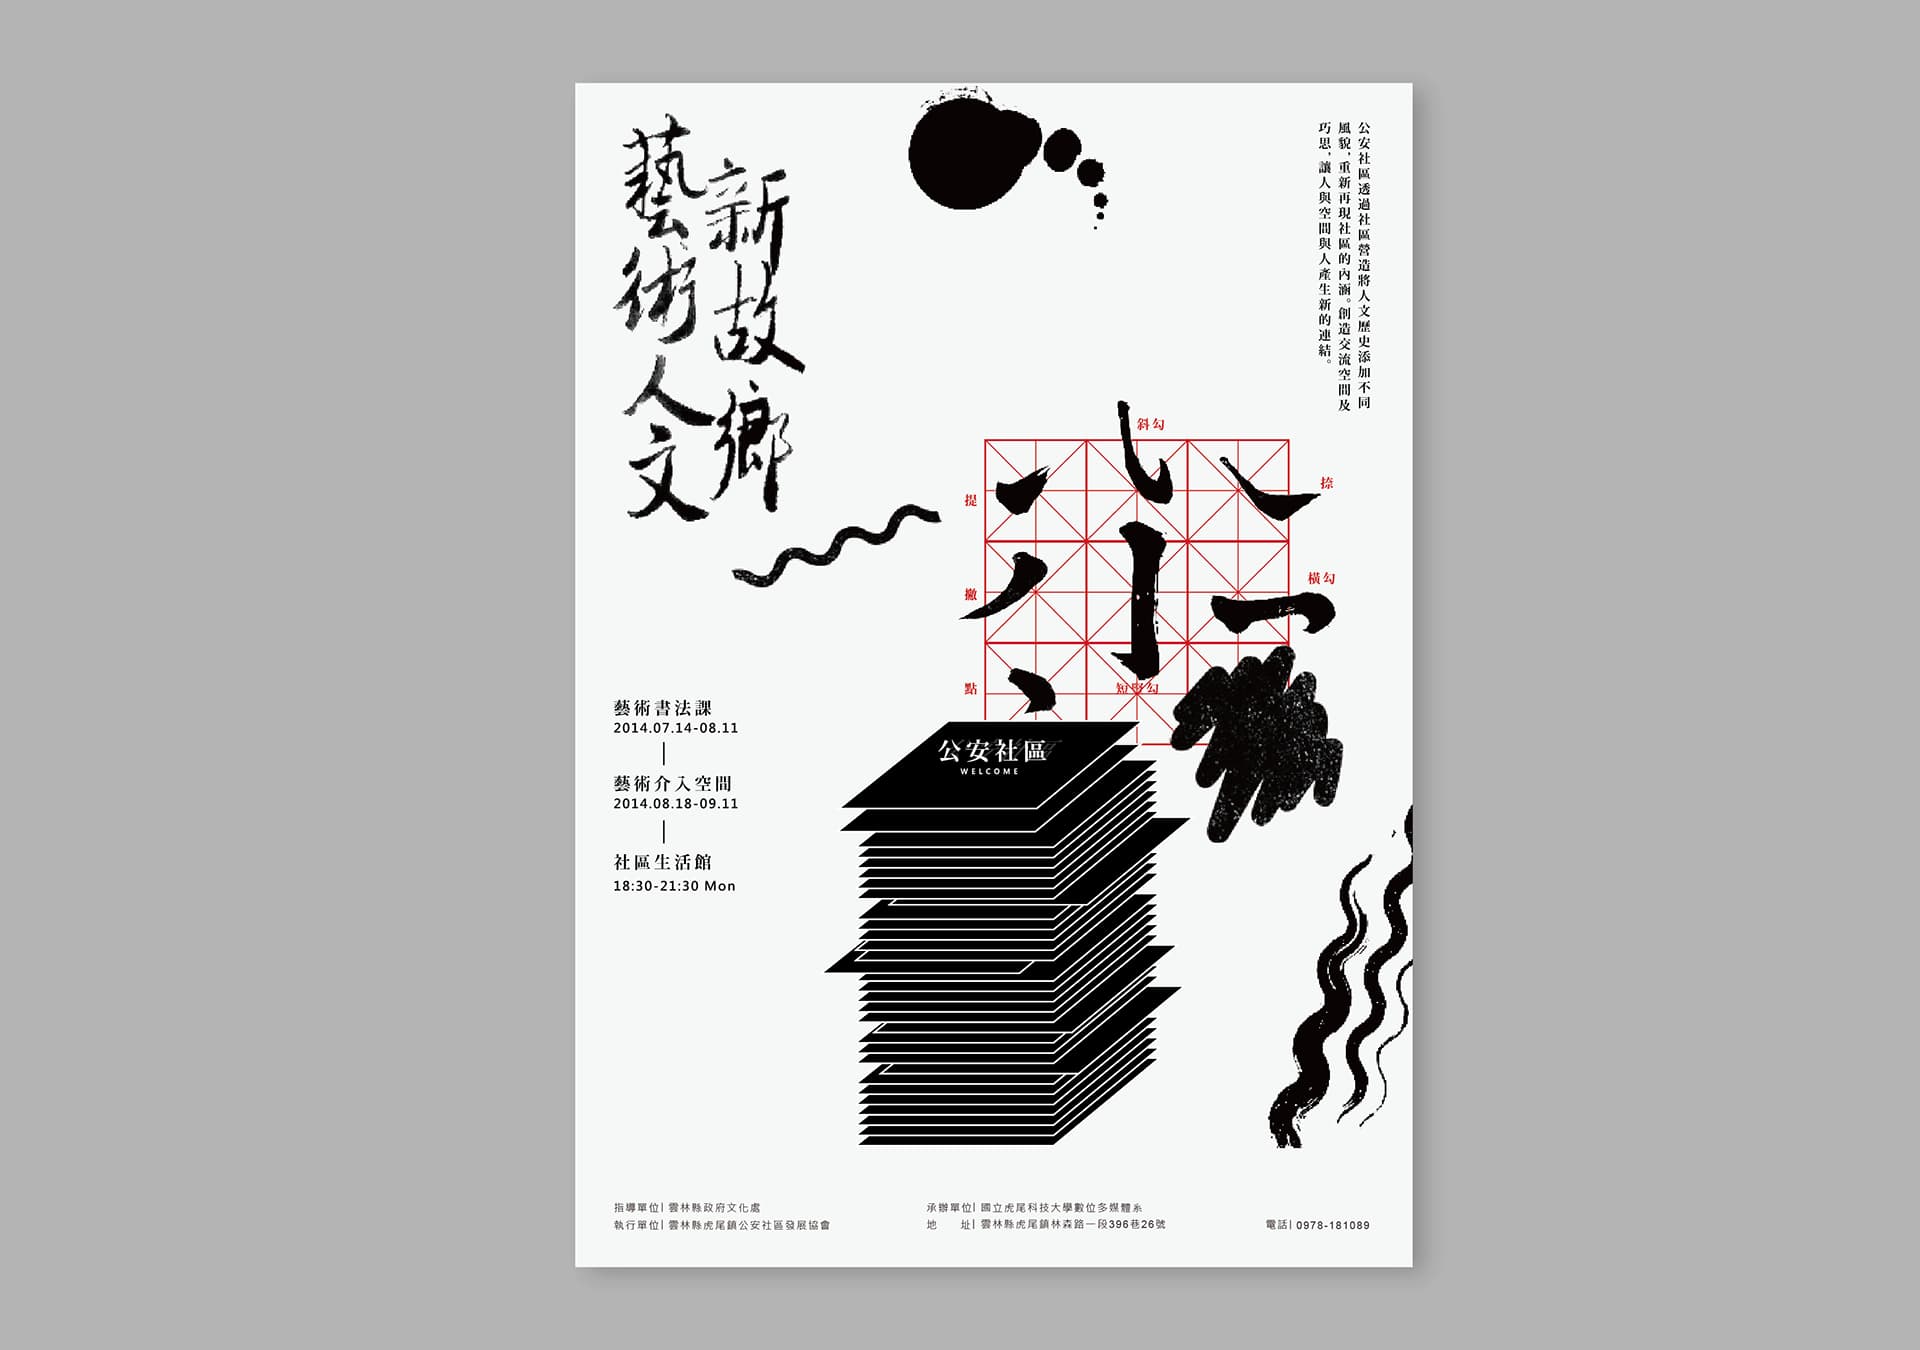 新故鄉
藝術人文
公安社區透過社區營造將人文歷史添加不同
風貌，重新再現社區的內涵。創造交流空間及
巧思，讓人與空間與人產生新的連結。
斜勾
提
捺
撇
橫勾
點
短豎勾
公安社區
WELCOME
藝術書法課
2014.07.14-08.11
藝術介入空間
2014.08.18-09.11
社區生活館
18:30-21:30 Mon
指導單位| 雲林縣政府文化處
執行單位| 雲林縣虎尾鎮公安社區發展協會
承辦單位| 國立虎尾科技大學數位多媒體系
地　址| 雲林縣虎尾鎮林森路一段396巷26號
電話| 0978-181089